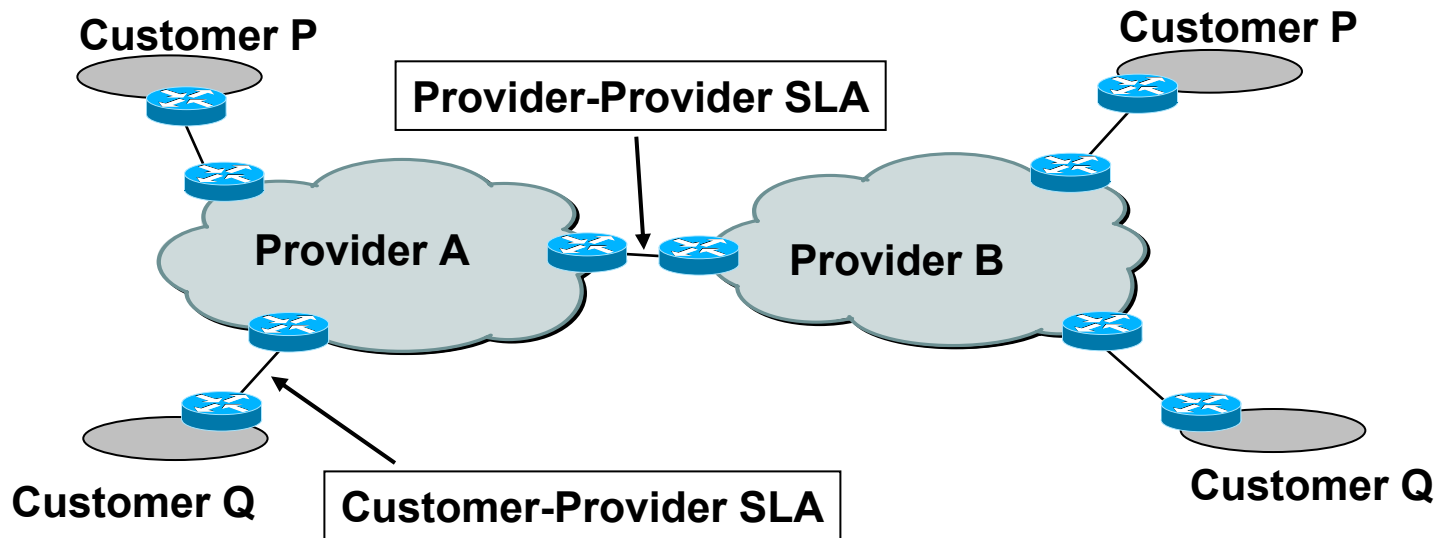 Customer P
Customer P
Provider-Provider SLA
Provider A
Provider B
Customer Q
Customer Q
Customer-Provider SLA